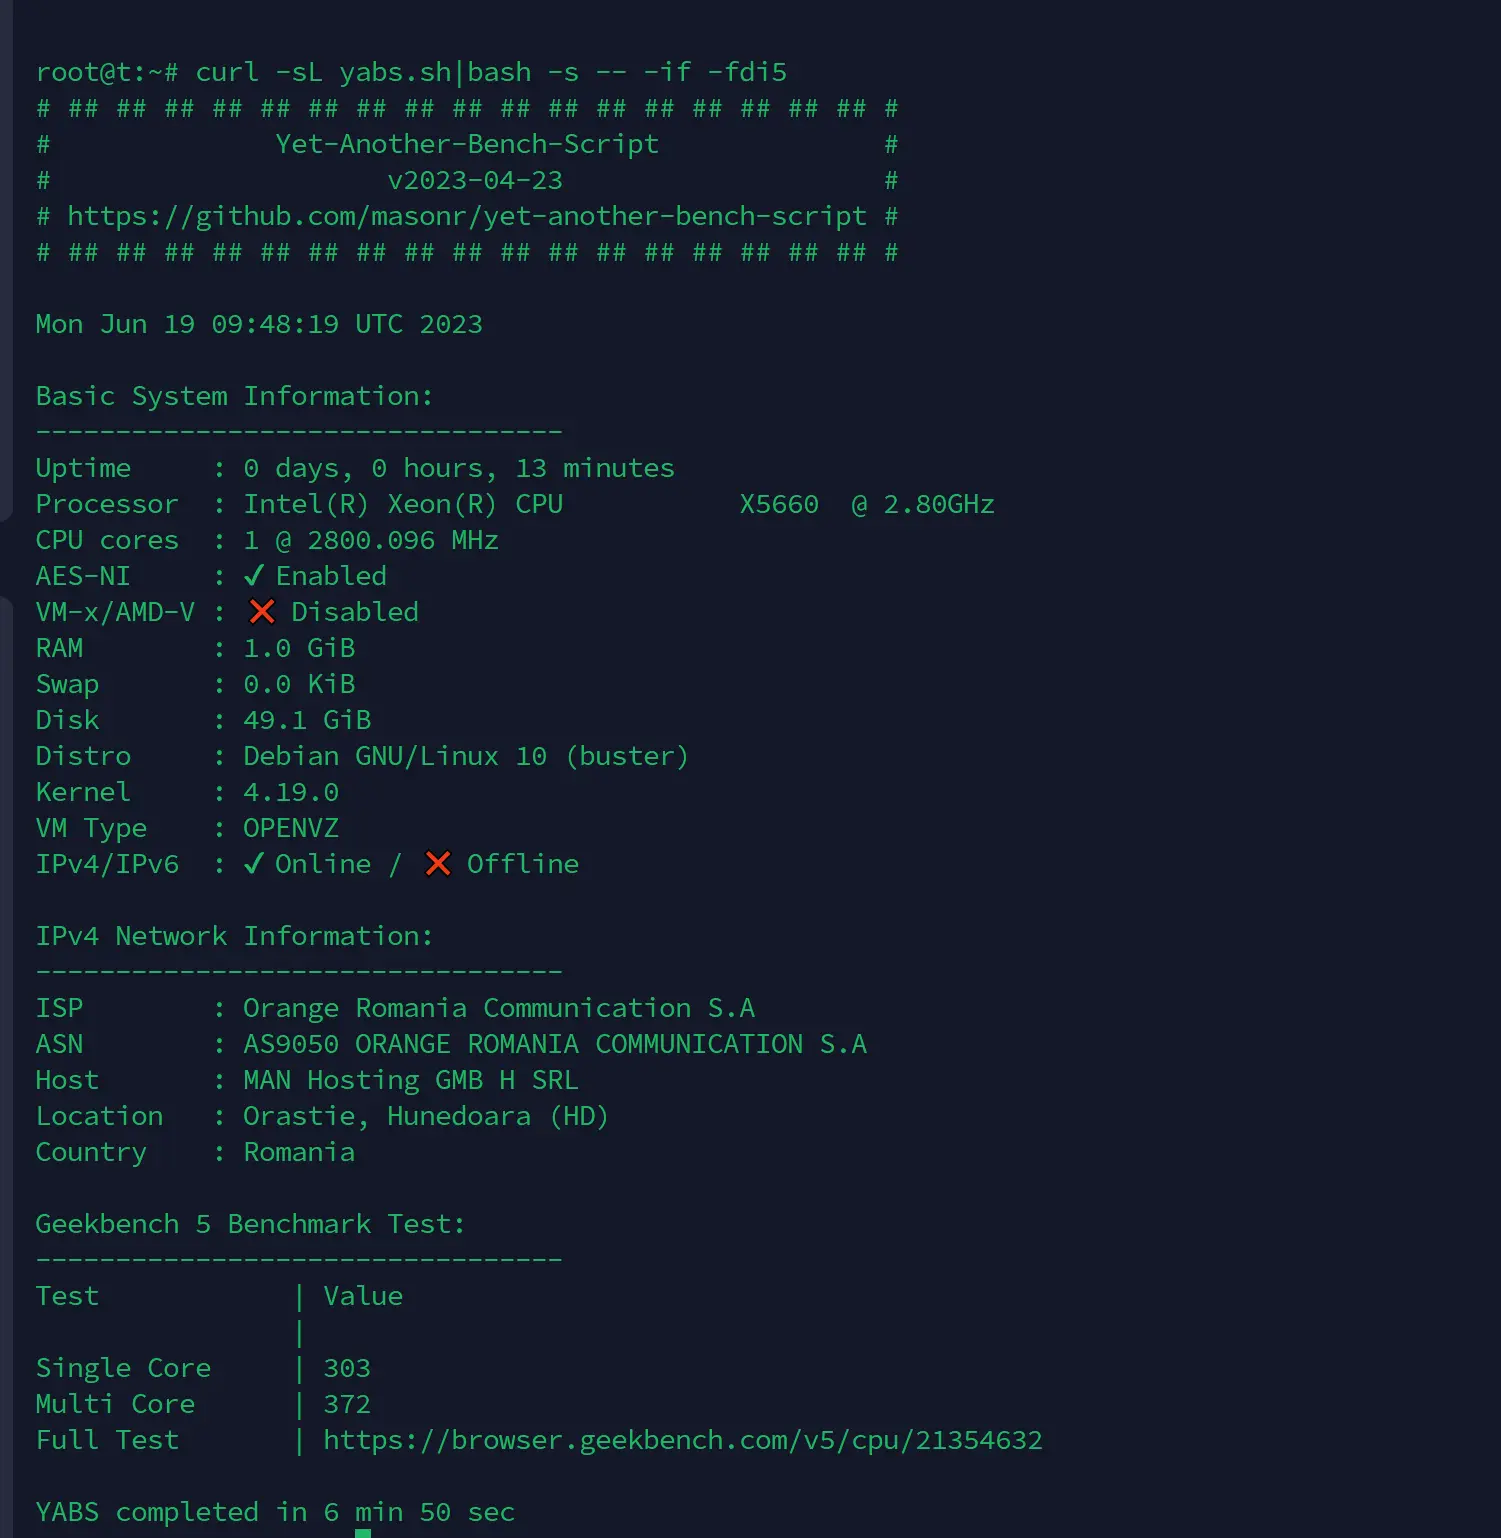 root@t:~# curl -sL yabs.sh|bash -s -- -if -fdi5
# ## ## ## ## ## ## ## ## ## ## ## ## ## ## ## ## ## #
#              Yet-Another-Bench-Script              #
#                     v2023-04-23                    #
# https://github.com/masonr/yet-another-bench-script #
# ## ## ## ## ## ## ## ## ## ## ## ## ## ## ## ## ## #
Mon Jun 19 09:48:19 UTC 2023
Basic System Information:
---------------------------------
Uptime     : 0 days, 0 hours, 13 minutes
Processor  : Intel(R) Xeon(R) CPU           X5660  @ 2.80GHz
CPU cores  : 1 @ 2800.096 MHz
AES-NI     : ✔ Enabled
VM-x/AMD-V : ❌ Disabled
RAM        : 1.0 GiB
Swap       : 0.0 KiB
Disk       : 49.1 GiB
Distro     : Debian GNU/Linux 10 (buster)
Kernel     : 4.19.0
VM Type    : OPENVZ
IPv4/IPv6  : ✔ Online / ❌ Offline
IPv4 Network Information:
---------------------------------
ISP        : Orange Romania Communication S.A
ASN        : AS9050 ORANGE ROMANIA COMMUNICATION S.A
Host       : MAN Hosting GMB H SRL
Location   : Orastie, Hunedoara (HD)
Country    : Romania
Geekbench 5 Benchmark Test:
---------------------------------
Test            | Value
                |
Single Core     | 303
Multi Core      | 372
Full Test       | https://browser.geekbench.com/v5/cpu/21354632
YABS completed in 6 min 50 sec